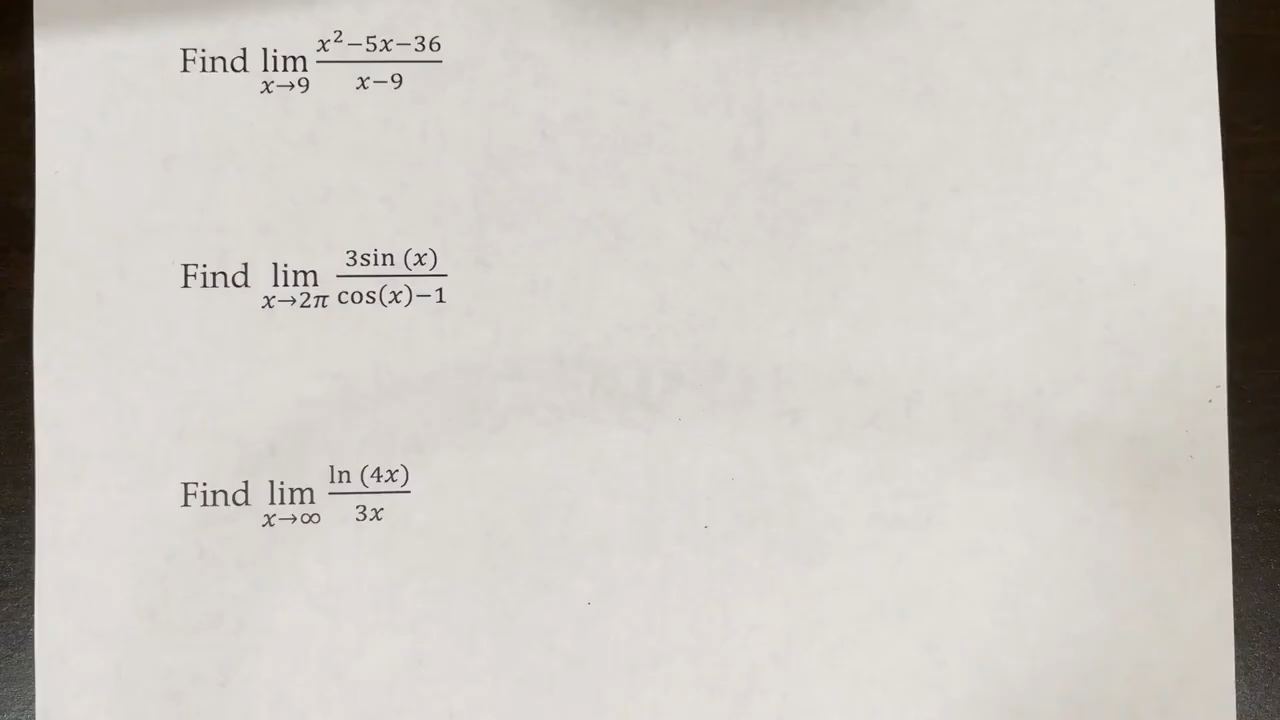 Find lim x→9 x²−5x−36 / x−9
Find lim x→2π 3sin (x) / cos(x)−1
Find lim x→∞ ln (4x) / 3x